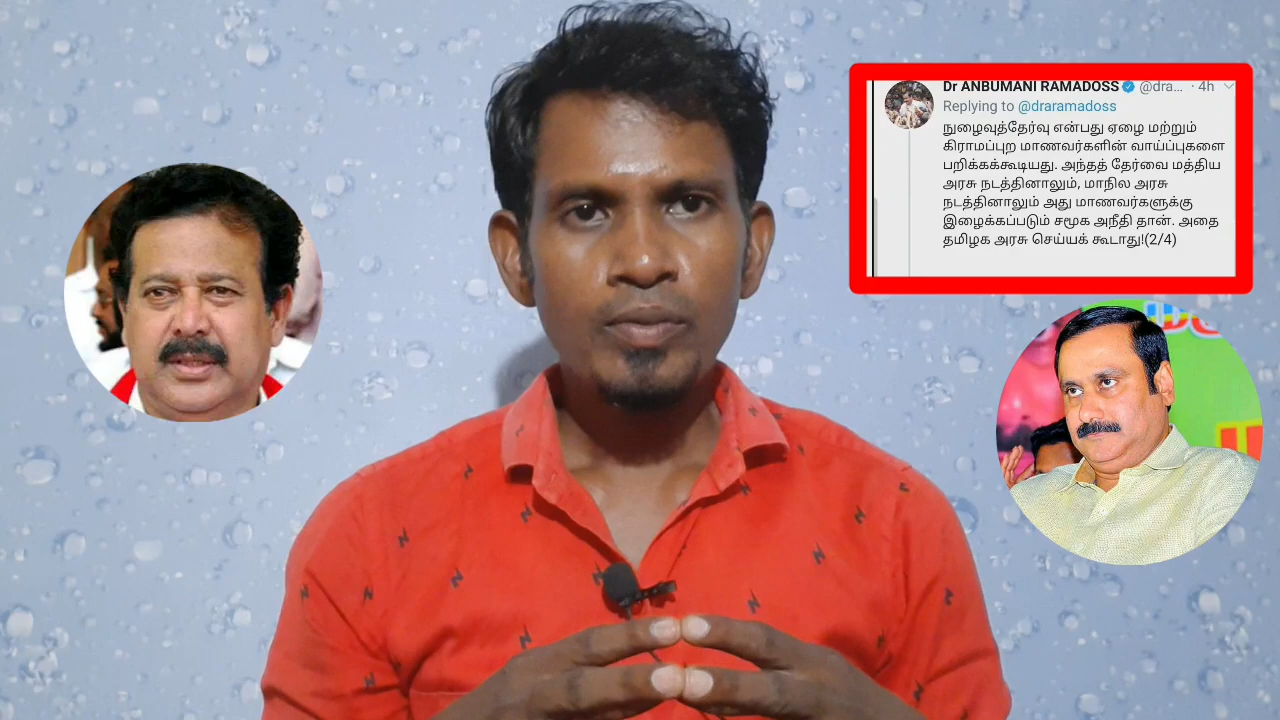 Dr ANBUMANI RAMADOSS @dra... · 4h
Replying to @draramadoss
நுழைவுத்தேர்வு என்பது ஏழை மற்றும்
கிராமப்புற மாணவர்களின் வாய்ப்புகளை
பறிக்கக்கூடியது. அந்தத் தேர்வை மத்திய
அரசு நடத்தினாலும், மாநில அரசு
நடத்தினாலும் அது மாணவர்களுக்கு
இழைக்கப்படும் சமூக அநீதி தான். அதை
தமிழக அரசு செய்யக் கூடாது!(2/4)